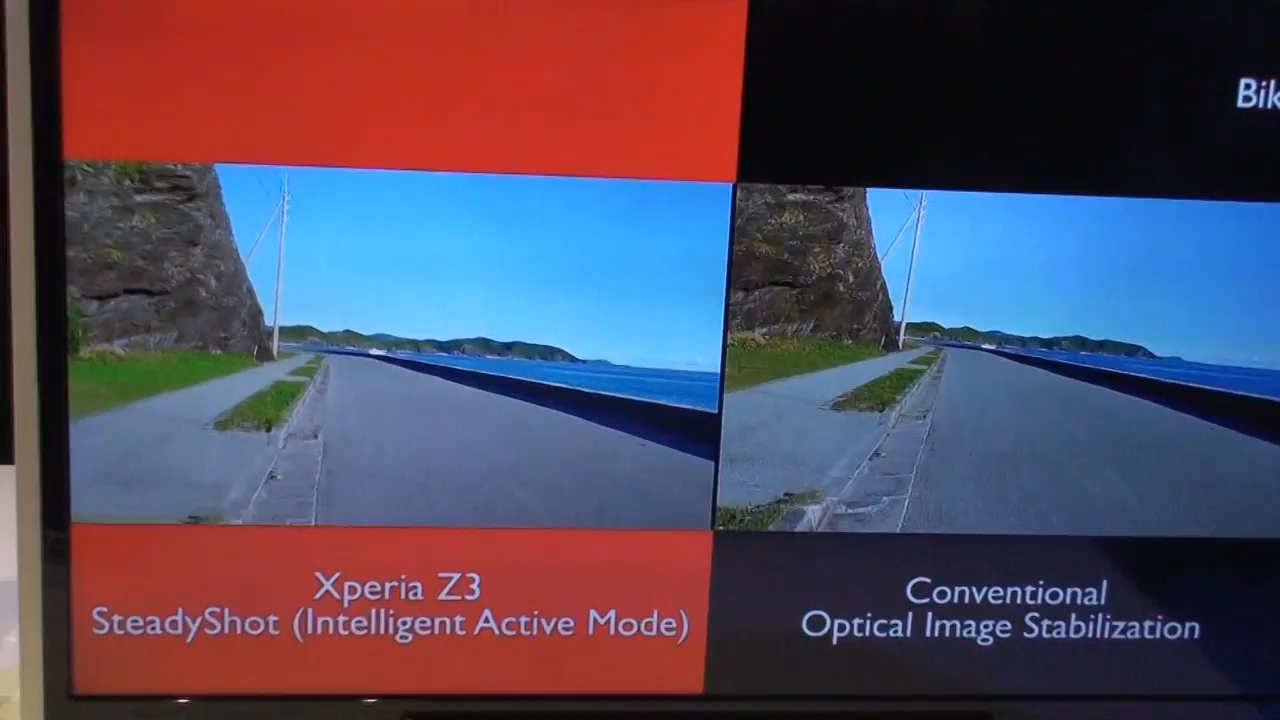 Xperia Z3
SteadyShot (Intelligent Active Mode)
Conventional
Optical Image Stabilization